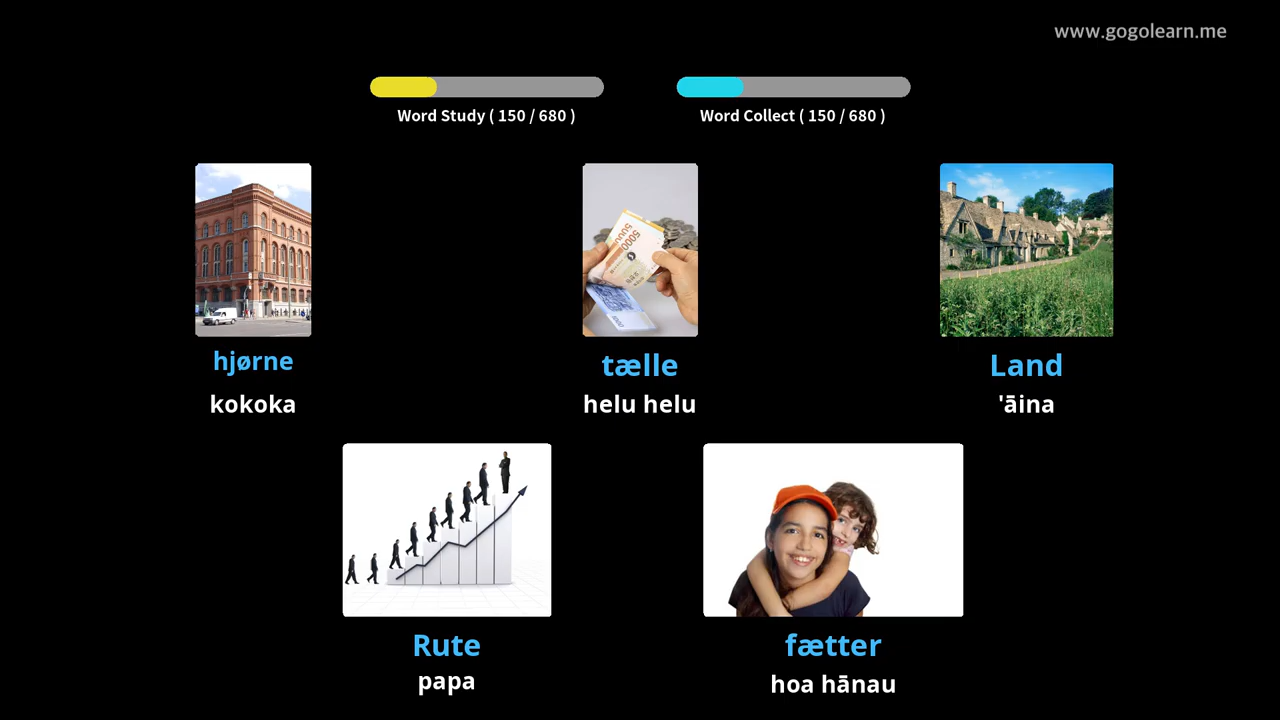 www.gogolearn.me
Word Study ( 150 / 680 )
Word Collect ( 150 / 680 )
hjørne
kokoka
tælle
helu helu
Land
'āina
Rute
papa
fætter
hoa hānau